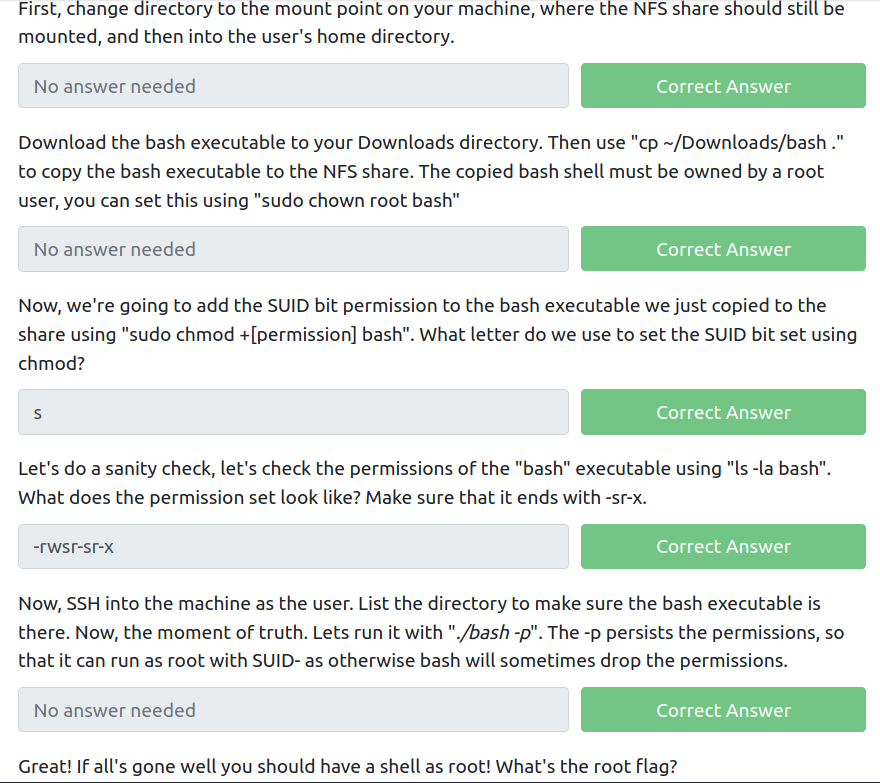 First, change directory to the mount point on your machine, where the NFS share should still be
mounted, and then into the user's home directory.
No answer needed
Correct Answer
Download the bash executable to your Downloads directory. Then use "cp ~/Downloads/bash ."
to copy the bash executable to the NFS share. The copied bash shell must be owned by a root
user, you can set this using "sudo chown root bash"
No answer needed
Correct Answer
Now, we're going to add the SUID bit permission to the bash executable we just copied to the
share using "sudo chmod +[permission] bash". What letter do we use to set the SUID bit set using
chmod?
s
Correct Answer
Let's do a sanity check, let's check the permissions of the "bash" executable using "ls -la bash".
What does the permission set look like? Make sure that it ends with -sr-x.
-rwsr-sr-x
Correct Answer
Now, SSH into the machine as the user. List the directory to make sure the bash executable is
there. Now, the moment of truth. Lets run it with "./bash -p". The -p persists the permissions, so
that it can run as root with SUID- as otherwise bash will sometimes drop the permissions.
No answer needed
Correct Answer
Great! If all's gone well you should have a shell as root! What's the root flag?